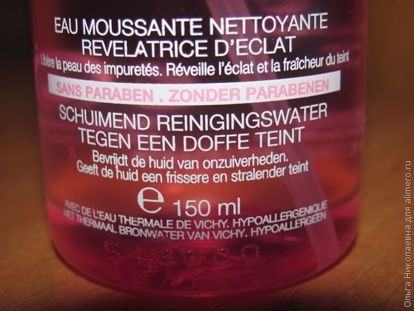 EAU MOUSSANTE NETTOYANTE
REVELATRICE D'ECLAT
Libère la peau des impuretés. Réveille l'éclat et la fraîcheur du teint
SANS PARABEN . ZONDER PARABENEN
SCHUIMEND REINIGINGSWATER
TEGEN EEN DOFFE TEINT
Bevrijdt de huid van onzuiverheden.
Geeft de huid een frissere en stralender teint
℮ 150 ml
AVEC DE L'EAU THERMALE DE VICHY. HYPOALLERGENIQUE
MET THERMAAL BRONWATER VAN VICHY. HYPOALLERGEEN
Ольга Николаевна для alimero.ru